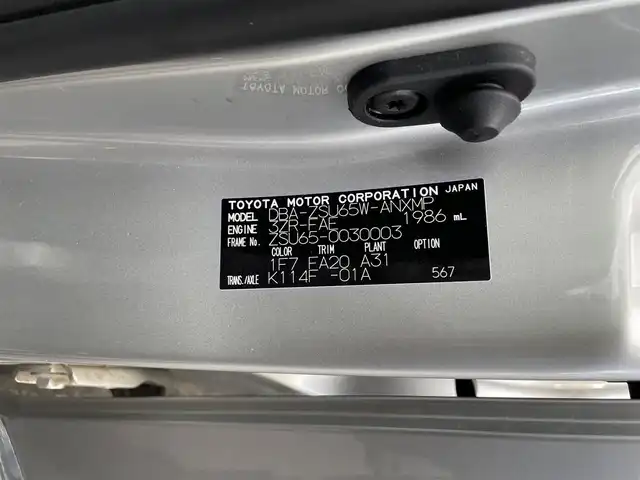 TOYOTA MOTOR CORPORATION JAPAN
MODEL DBA-ZSU65W-ANXMP
ENGINE 3ZR-FAE 1986 mL
FRAME No. ZSU65-0030003
COLOR TRIM PLANT OPTION
1F7 FA20 A31
TRANS./AXLE K114F -01A 567